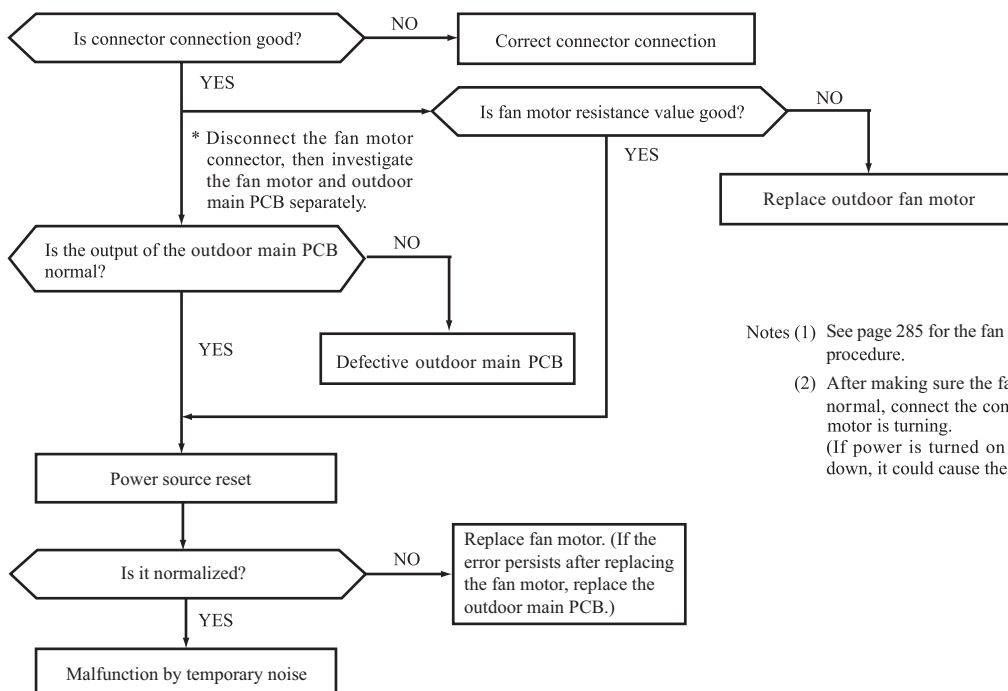 Is connector connection good?
NO
Correct connector connection
YES
Is fan motor resistance value good?
NO
* Disconnect the fan motor
connector, then investigate
the fan motor and outdoor
main PCB separately.
YES
Replace outdoor fan motor
Is the output of the outdoor main PCB
normal?
NO
YES
Defective outdoor main PCB
Notes (1) See page 285 for the fan
procedure.
(2) After making sure the
normal, connect the
motor is turning.
(If power is turned on
down, it could cause the
Power source reset
Is it normalized?
NO
Replace fan motor. (If the
error persists after replacing
the fan motor, replace the
outdoor main PCB.)
YES
Malfunction by temporary noise